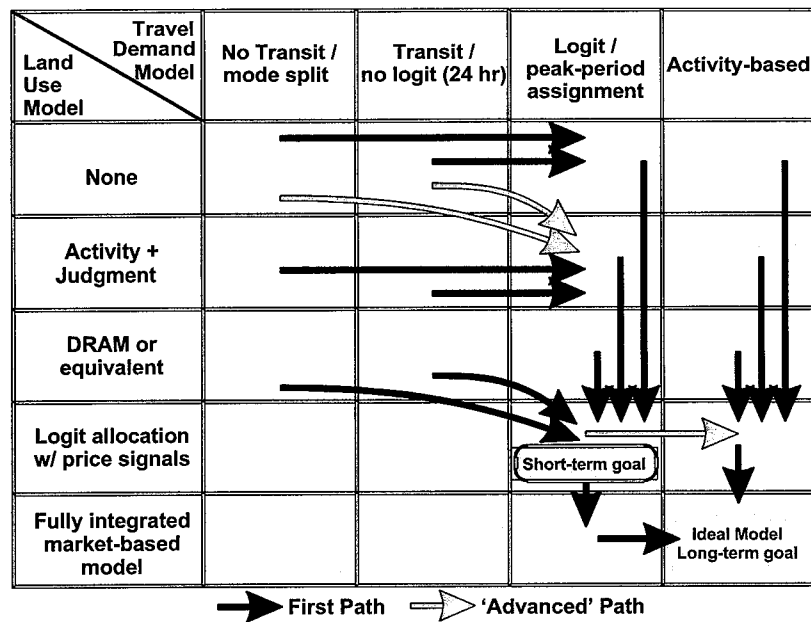 Travel
Demand
Model
Land
Use
Model
No Transit /
mode split
Transit /
no logit (24 hr)
Logit /
peak-period
assignment
Activity-based
None
Activity +
Judgment
DRAM or
equivalent
Logit allocation
w/ price signals
Short-term goal
Fully integrated
market-based
model
Ideal Model
Long-term goal
First Path
'Advanced' Path